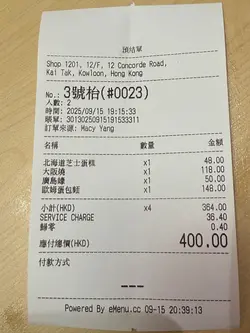 預結單
Shop 1201, 12/F, 12 Concorde Road,
Kai Tak, Kowloon, Hong Kong
No.: 3號枱(#0023)
人數: 2
時間: 2025/09/15 19:15:33
賬單: 3013025091519153331​1
訂單來源: Macy Yang
名稱 數量 金額
北海道芝士蛋糕 x1 48.00
大阪燒 x1 118.00
廣島蠔 x1 50.00
歐姆蛋包飯 x1 148.00
小計(HKD) x4 364.00
SERVICE CHARGE 36.40
歸零 0.40
應付總價(HKD) 400.00
付款方式
---
Powered by eMenu.cc 09-15 20:39:13